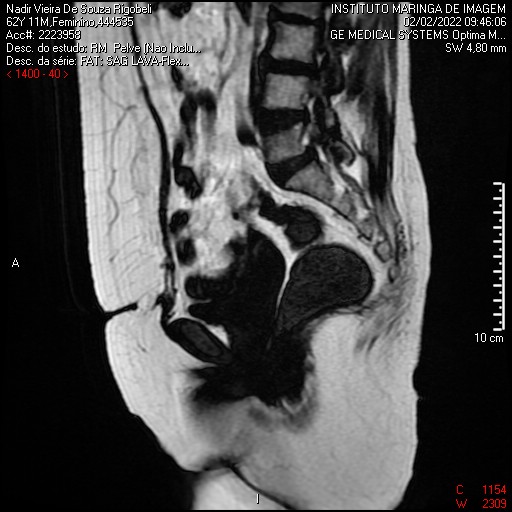 Nadir Vieira De Souza Rigobeli
62Y 11M,Feminino,444535
Acc#: 2223953
Desc. do estudo: RM  Pelve (Nao Inclu...
Desc. da série: FAT: SAG LAVA-Flex...
< 1400 - 40 >
INSTITUTO MARINGA DE IMAGEM
02/02/2022 09:46:06
GE MEDICAL SYSTEMS Optima M...
SW 4,80 mm
A
10 cm
I
C 1154
W 2309